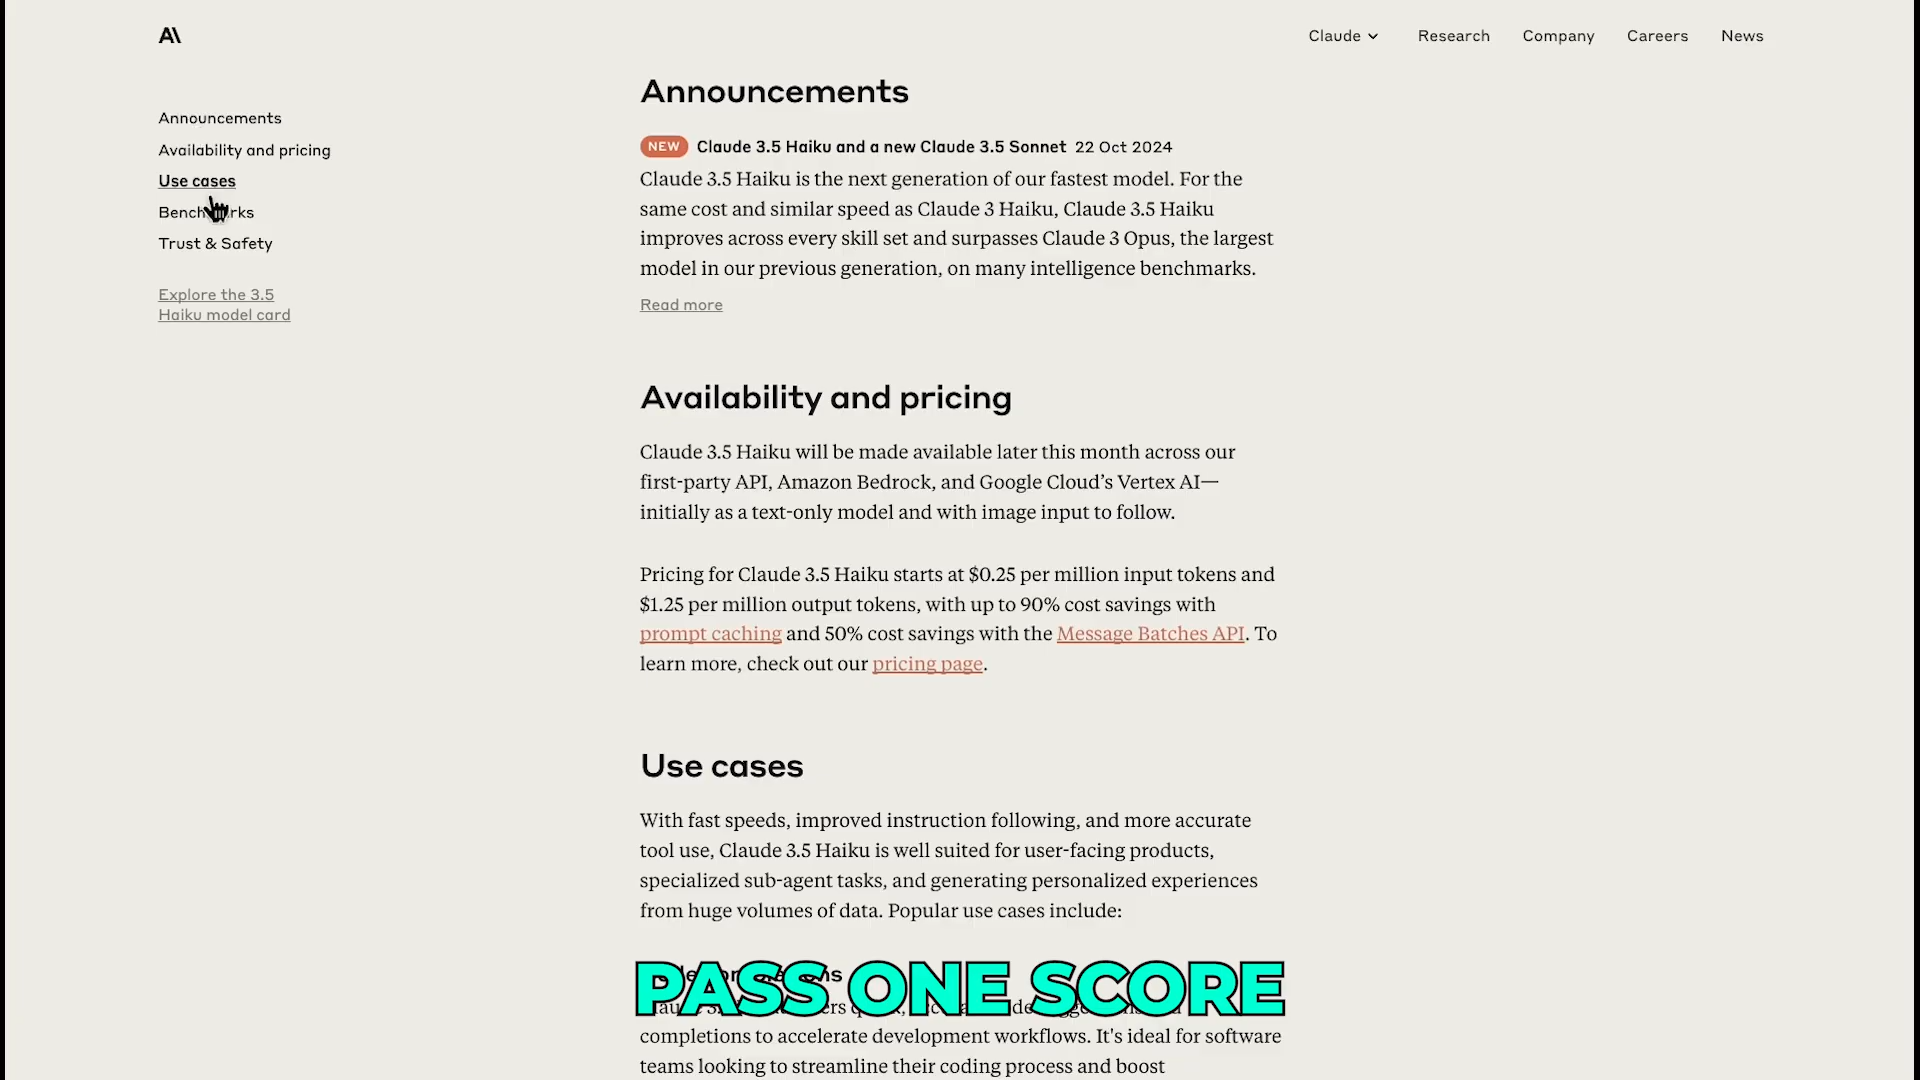 Claude
Research
Company
Careers
News
Announcements
Availability and pricing
Use cases
Trust & Safety
Explore the 3.5
Haiku model card
Announcements
NEW Claude 3.5 Haiku and a new Claude 3.5 Sonnet 22 Oct 2024
Claude 3.5 Haiku is the next generation of our fastest model. For the
same cost and similar speed as Claude 3 Haiku, Claude 3.5 Haiku
improves across every skill set and surpasses Claude 3 Opus, the largest
model in our previous generation, on many intelligence benchmarks.
Read more
Availability and pricing
Claude 3.5 Haiku will be made available later this month across our
first-party API, Amazon Bedrock, and Google Cloud’s Vertex AI—
initially as a text-only model and with image input to follow.
Pricing for Claude 3.5 Haiku starts at $0.25 per million input tokens and
$1.25 per million output tokens, with up to 90% cost savings with
prompt caching and 50% cost savings with the Message Batches API. To
learn more, check out our pricing page.
Use cases
With fast speeds, improved instruction following, and more accurate
tool use, Claude 3.5 Haiku is well suited for user-facing products,
specialized sub-agent tasks, and generating personalized experiences
from huge volumes of data. Popular use cases include:
PASS ONE SCORE
completions to accelerate development workflows. It's ideal for software
teams looking to streamline their coding process and boost